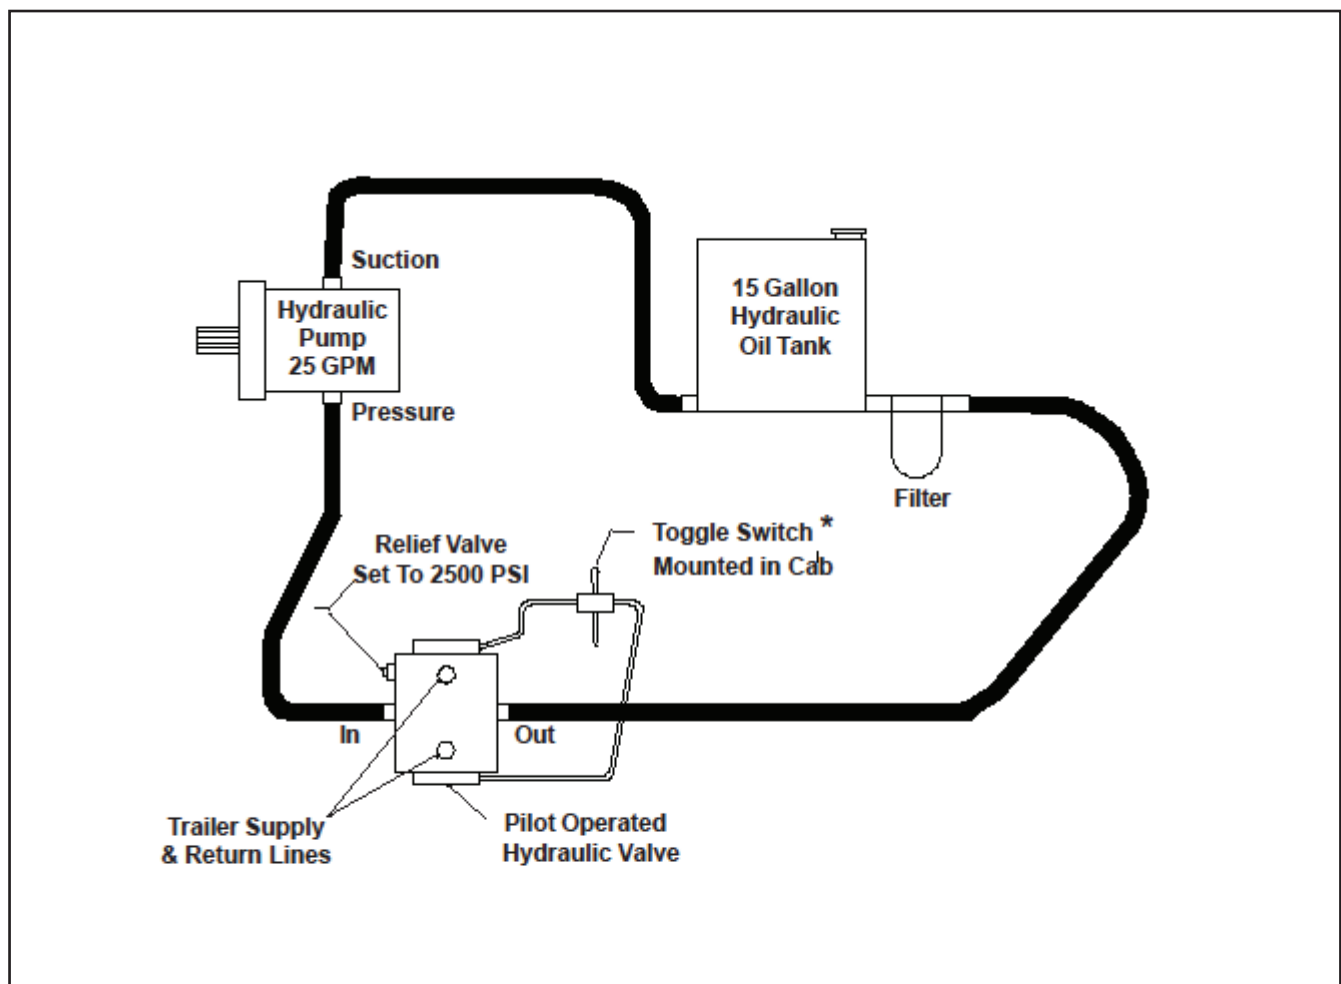 Suction
Hydraulic
Pump
25 GPM
Pressure
15 Gallon
Hydraulic
Oil Tank
Filter
Toggle Switch *
Mounted in Cab
Relief Valve
Set To 2500 PSI
In
Out
Trailer Supply
& Return Lines
Pilot Operated
Hydraulic Valve